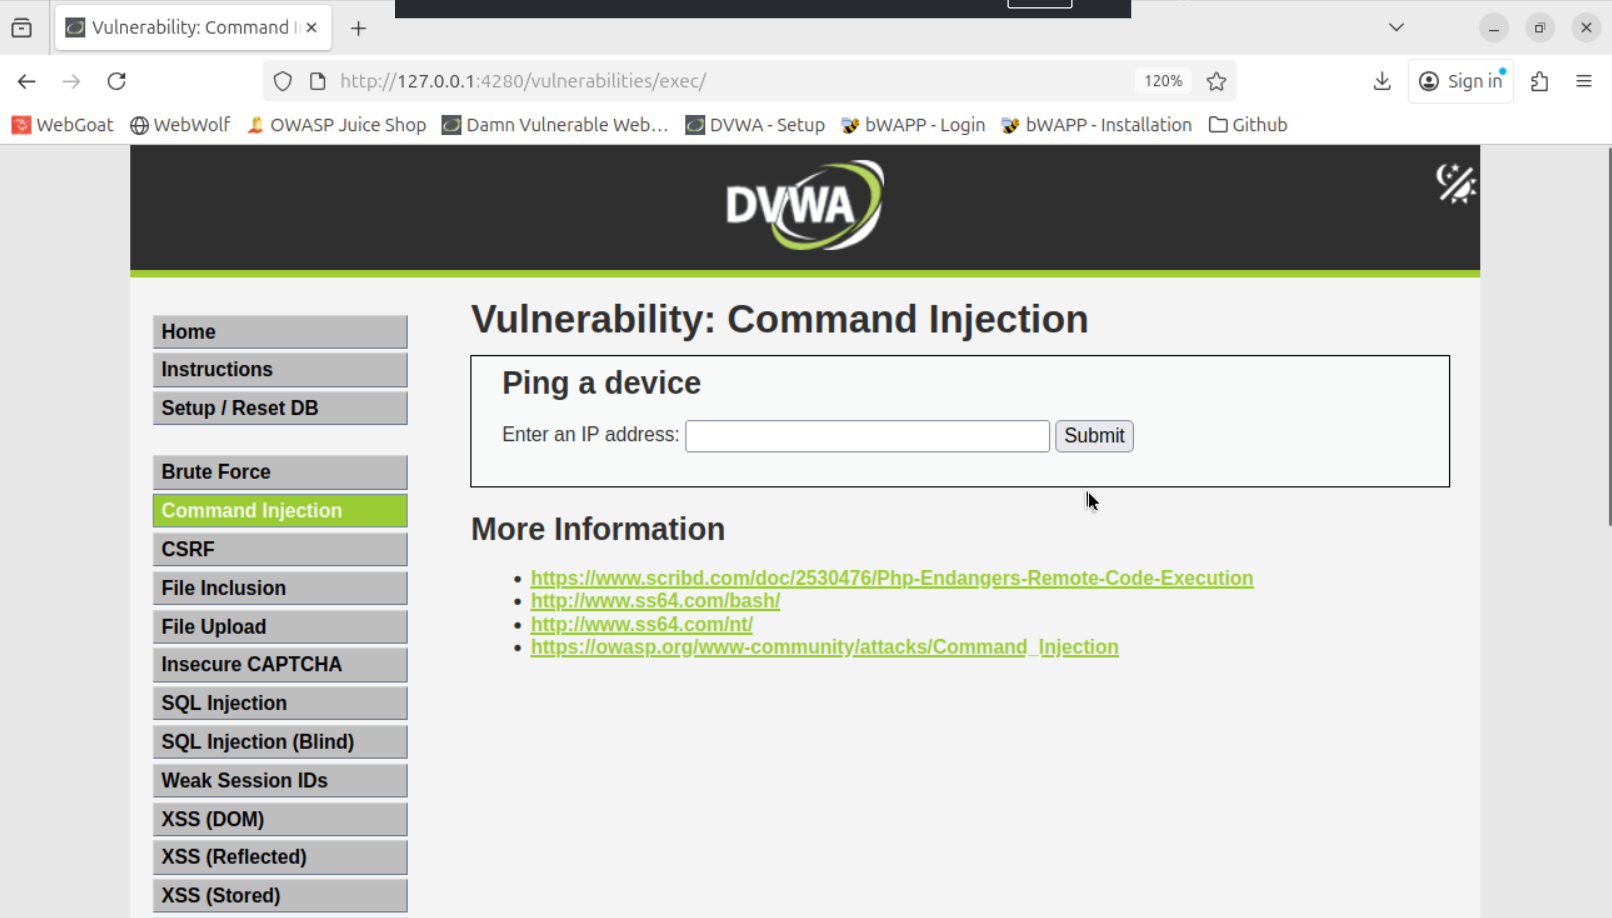 Vulnerability: Command I
http://127.0.0.1:4280/vulnerabilities/exec/
120%
Sign in
WebGoat
WebWolf
OWASP Juice Shop
Damn Vulnerable Web…
DVWA - Setup
bWAPP - Login
bWAPP - Installation
Github
DVWA
Home
Instructions
Setup / Reset DB
Brute Force
Command Injection
CSRF
File Inclusion
File Upload
Insecure CAPTCHA
SQL Injection
SQL Injection (Blind)
Weak Session IDs
XSS (DOM)
XSS (Reflected)
XSS (Stored)
Vulnerability: Command Injection
Ping a device
Enter an IP address:
Submit
More Information
https://www.scribd.com/doc/2530476/Php-Endangers-Remote-Code-Execution
http://www.ss64.com/bash/
http://www.ss64.com/nt/
https://owasp.org/www-community/attacks/Command_Injection